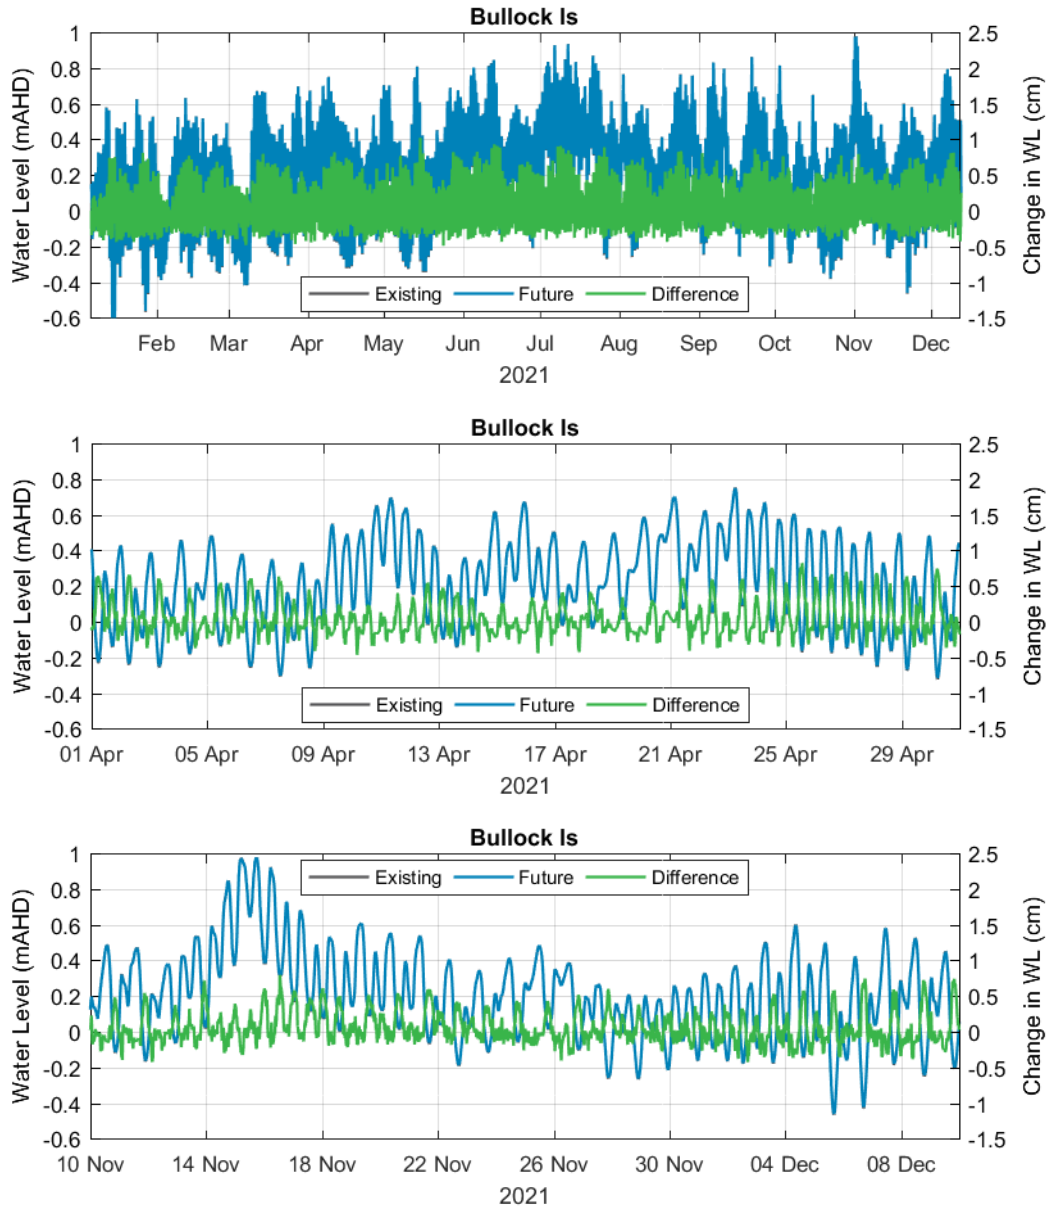 Bullock Is
1 2.5
0.8 2
0.6 1.5
0.4 1
0.2 0.5
0 0
-0.2 -0.5
-0.4 -1
-0.6 -1.5
Water Level (mAHD)
Change in WL (cm)
Existing Future Difference
Feb Mar Apr May Jun Jul Aug Sep Oct Nov Dec
2021
Bullock Is
1 2.5
0.8 2
0.6 1.5
0.4 1
0.2 0.5
0 0
-0.2 -0.5
-0.4 -1
-0.6 -1.5
Water Level (mAHD)
Change in WL (cm)
Existing Future Difference
01 Apr 05 Apr 09 Apr 13 Apr 17 Apr 21 Apr 25 Apr 29 Apr
2021
Bullock Is
1 2.5
0.8 2
0.6 1.5
0.4 1
0.2 0.5
0 0
-0.2 -0.5
-0.4 -1
-0.6 -1.5
Water Level (mAHD)
Change in WL (cm)
Existing Future Difference
10 Nov 14 Nov 18 Nov 22 Nov 26 Nov 30 Nov 04 Dec 08 Dec
2021